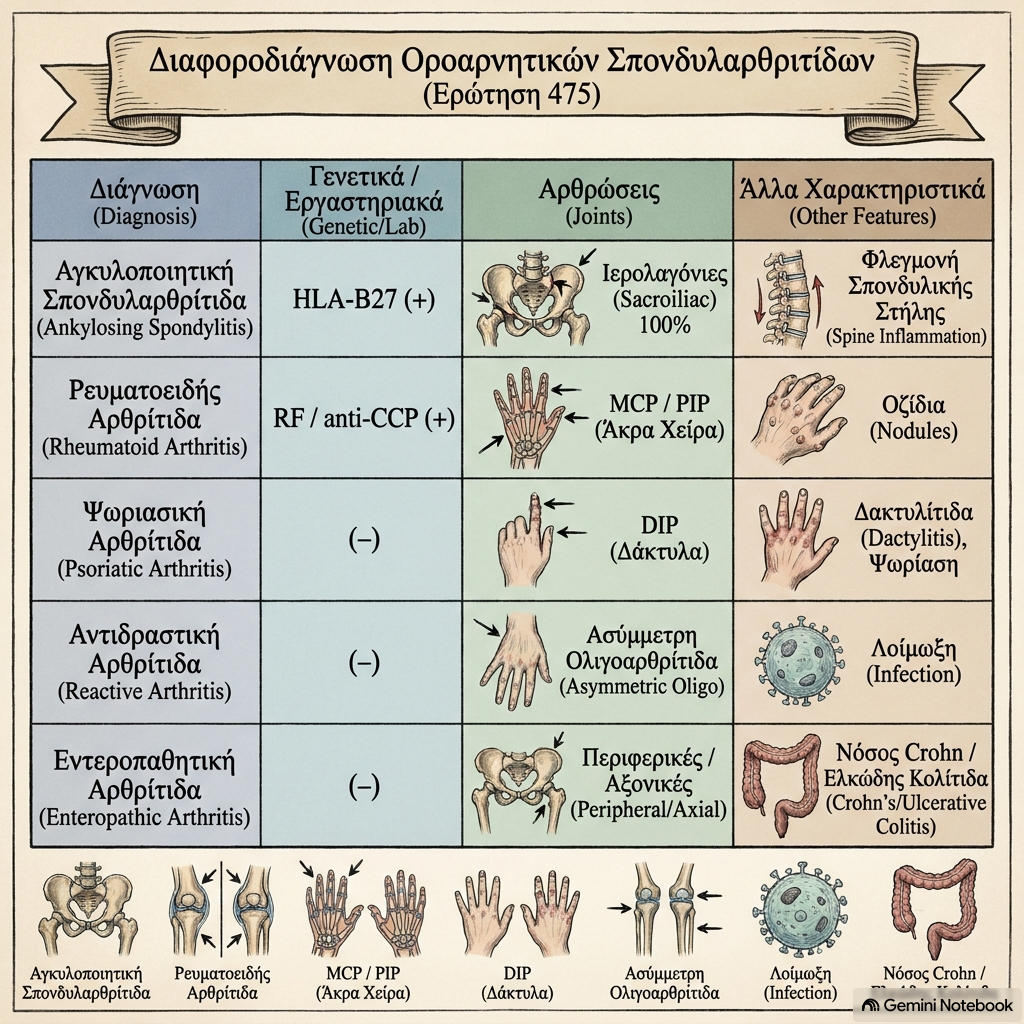 Διαφοροδιάγνωση Οροαρνητικών Σπονδυλαρθριτίδων
(Ερώτηση 475)
Διάγνωση
(Diagnosis)
Γενετικά /
Εργαστηριακά
(Genetic/Lab)
Αρθρώσεις
(Joints)
Άλλα Χαρακτηριστικά
(Other Features)
Αγκυλοποιητική
Σπονδυλαρθρίτιδα
(Ankylosing Spondylitis)
HLA-B27 (+)
Ιερολαγόνιες
(Sacroiliac)
100%
Φλεγμονή
Σπονδυλικής
Στήλης
(Spine Inflammation)
Ρευματοειδής
Αρθρίτιδα
(Rheumatoid Arthritis)
RF / anti-CCP (+)
MCP / PIP
(Άκρα Χείρα)
Οζίδια
(Nodules)
Ψωριασική
Αρθρίτιδα
(Psoriatic Arthritis)
(–)
DIP
(Δάκτυλα)
Δακτυλίτιδα
(Dactylitis),
Ψωρίαση
Αντιδραστική
Αρθρίτιδα
(Reactive Arthritis)
(–)
Ασύμμετρη
Ολιγοαρθρίτιδα
(Asymmetric Oligo)
Λοίμωξη
(Infection)
Εντεροπαθητική
Αρθρίτιδα
(Enteropathic Arthritis)
(–)
Περιφερικές /
Αξονικές
(Peripheral/Axial)
Νόσος Crohn /
Ελκώδης Κολίτιδα
(Crohn's/Ulcerative
Colitis)
Αγκυλοποιητική
Σπονδυλαρθρίτιδα
Ρευματοειδής
Αρθρίτιδα
MCP / PIP
(Άκρα Χείρα)
DIP
(Δάκτυλα)
Ασύμμετρη
Ολιγοαρθρίτιδα
Λοίμωξη
(Infection)
Νόσος Crohn /
Gemini Notebook